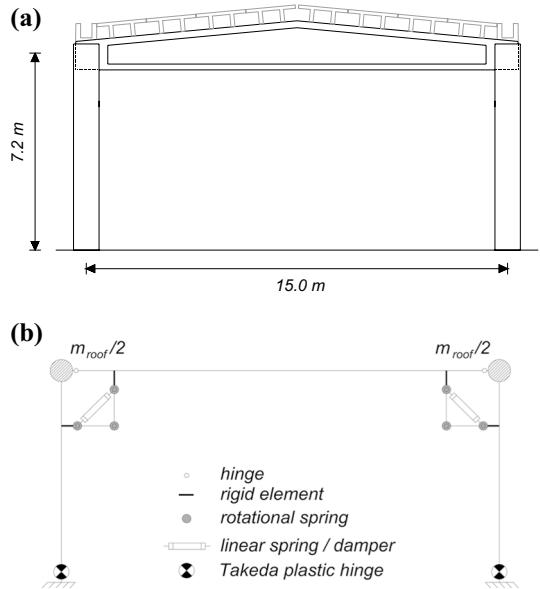 (a)
7.2 m
15.0 m
(b)
m_roof/2 m_roof/2
hinge
rigid element
rotational spring
linear spring / damper
Takeda plastic hinge